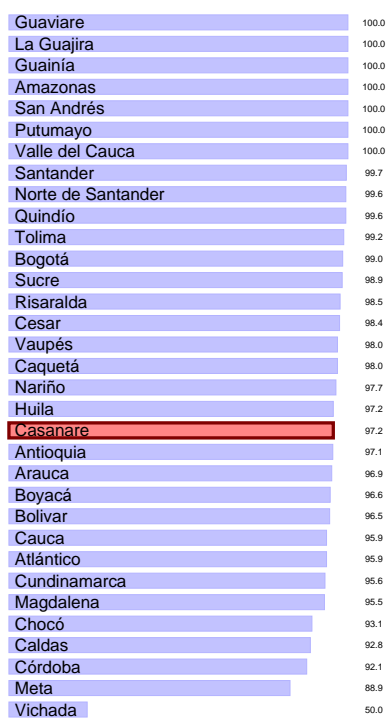 Guaviare 100.0
La Guajira 100.0
Guainía 100.0
Amazonas 100.0
San Andrés 100.0
Putumayo 100.0
Valle del Cauca 100.0
Santander 99.7
Norte de Santander 99.6
Quindío 99.6
Tolima 99.2
Bogotá 99.0
Sucre 98.9
Risaralda 98.5
Cesar 98.4
Vaupés 98.0
Caquetá 98.0
Nariño 97.7
Huila 97.2
Casanare 97.2
Antioquia 97.1
Arauca 96.9
Boyacá 96.6
Bolivar 96.5
Cauca 95.9
Atlántico 95.9
Cundinamarca 95.6
Magdalena 95.5
Chocó 93.1
Caldas 92.8
Córdoba 92.1
Meta 88.9
Vichada 50.0